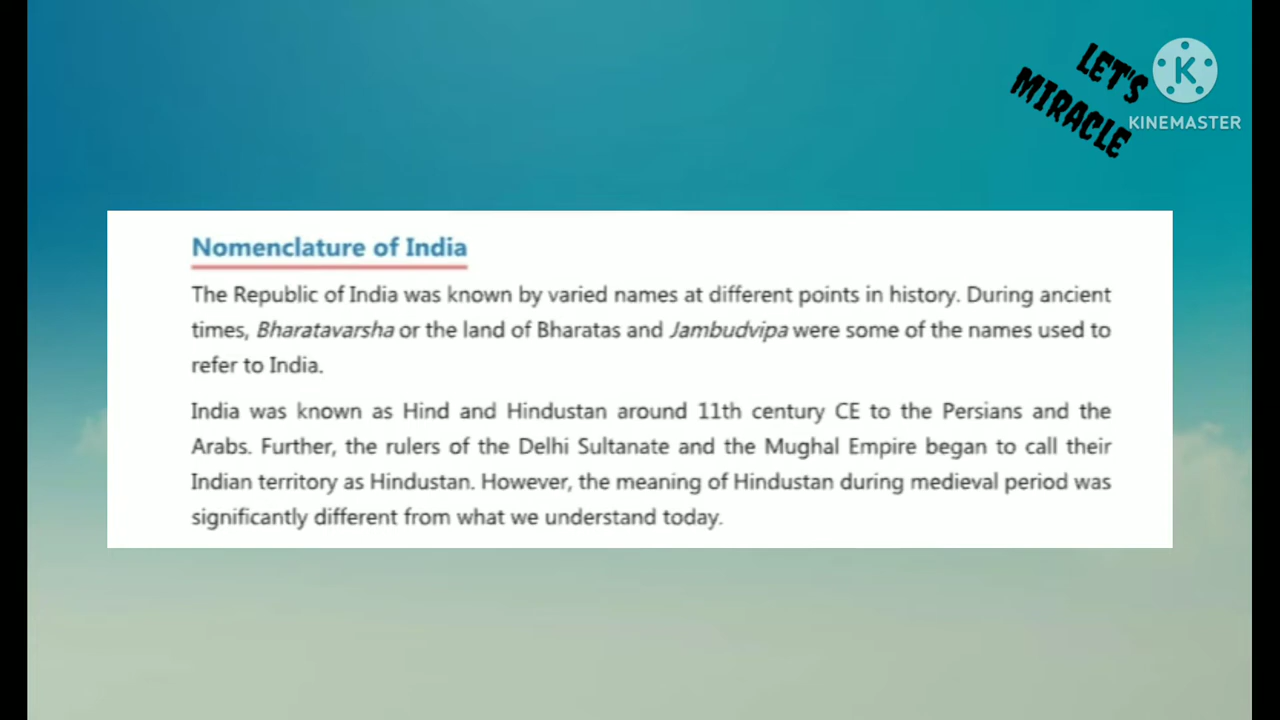 LET'S
MIRACLE
K
KINEMASTER
Nomenclature of India
The Republic of India was known by varied names at different points in history. During ancient
times, Bharatavarsha or the land of Bharatas and Jambudvipa were some of the names used to
refer to India.
India was known as Hind and Hindustan around 11th century CE to the Persians and the
Arabs. Further, the rulers of the Delhi Sultanate and the Mughal Empire began to call their
Indian territory as Hindustan. However, the meaning of Hindustan during medieval period was
significantly different from what we understand today.